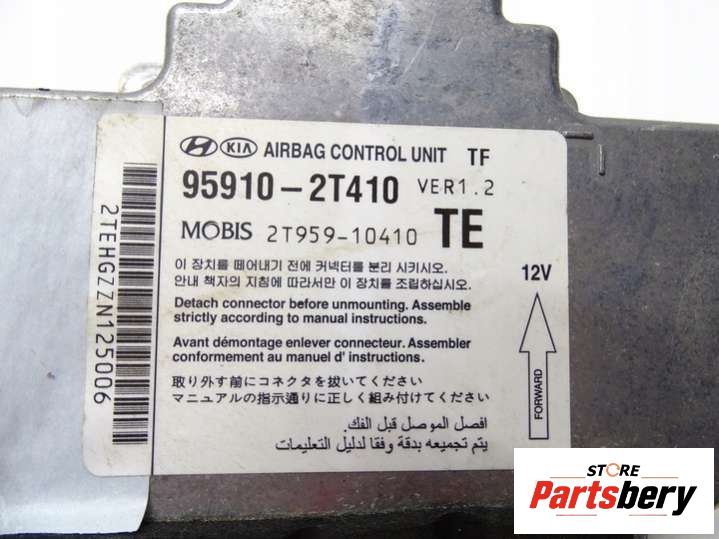 HYUNDAI KIA AIRBAG CONTROL UNIT TF
95910-2T410 VER1.2
MOBIS 2T959-10410 TE
이 장치를 떼어내기 전에 커넥터를 분리 시키시오.
안내 책자의 지침에 따라서만 이 장치를 조립하십시오.
Detach connector before unmounting. Assemble
strictly according to manual instructions.
Avant démontage enlever connecteur. Assembler
conformement au manuel d' instructions.
取り外す前にコネクタを抜いてください
マニュアルの指示通りに正しく組み付けてください
افصل الموصل قبل الفك.
يتم تجميعه بدقة وفقا لدليل التعليمات
12V
FORWARD
2TEHGZZN125006
STORE
Partsbery